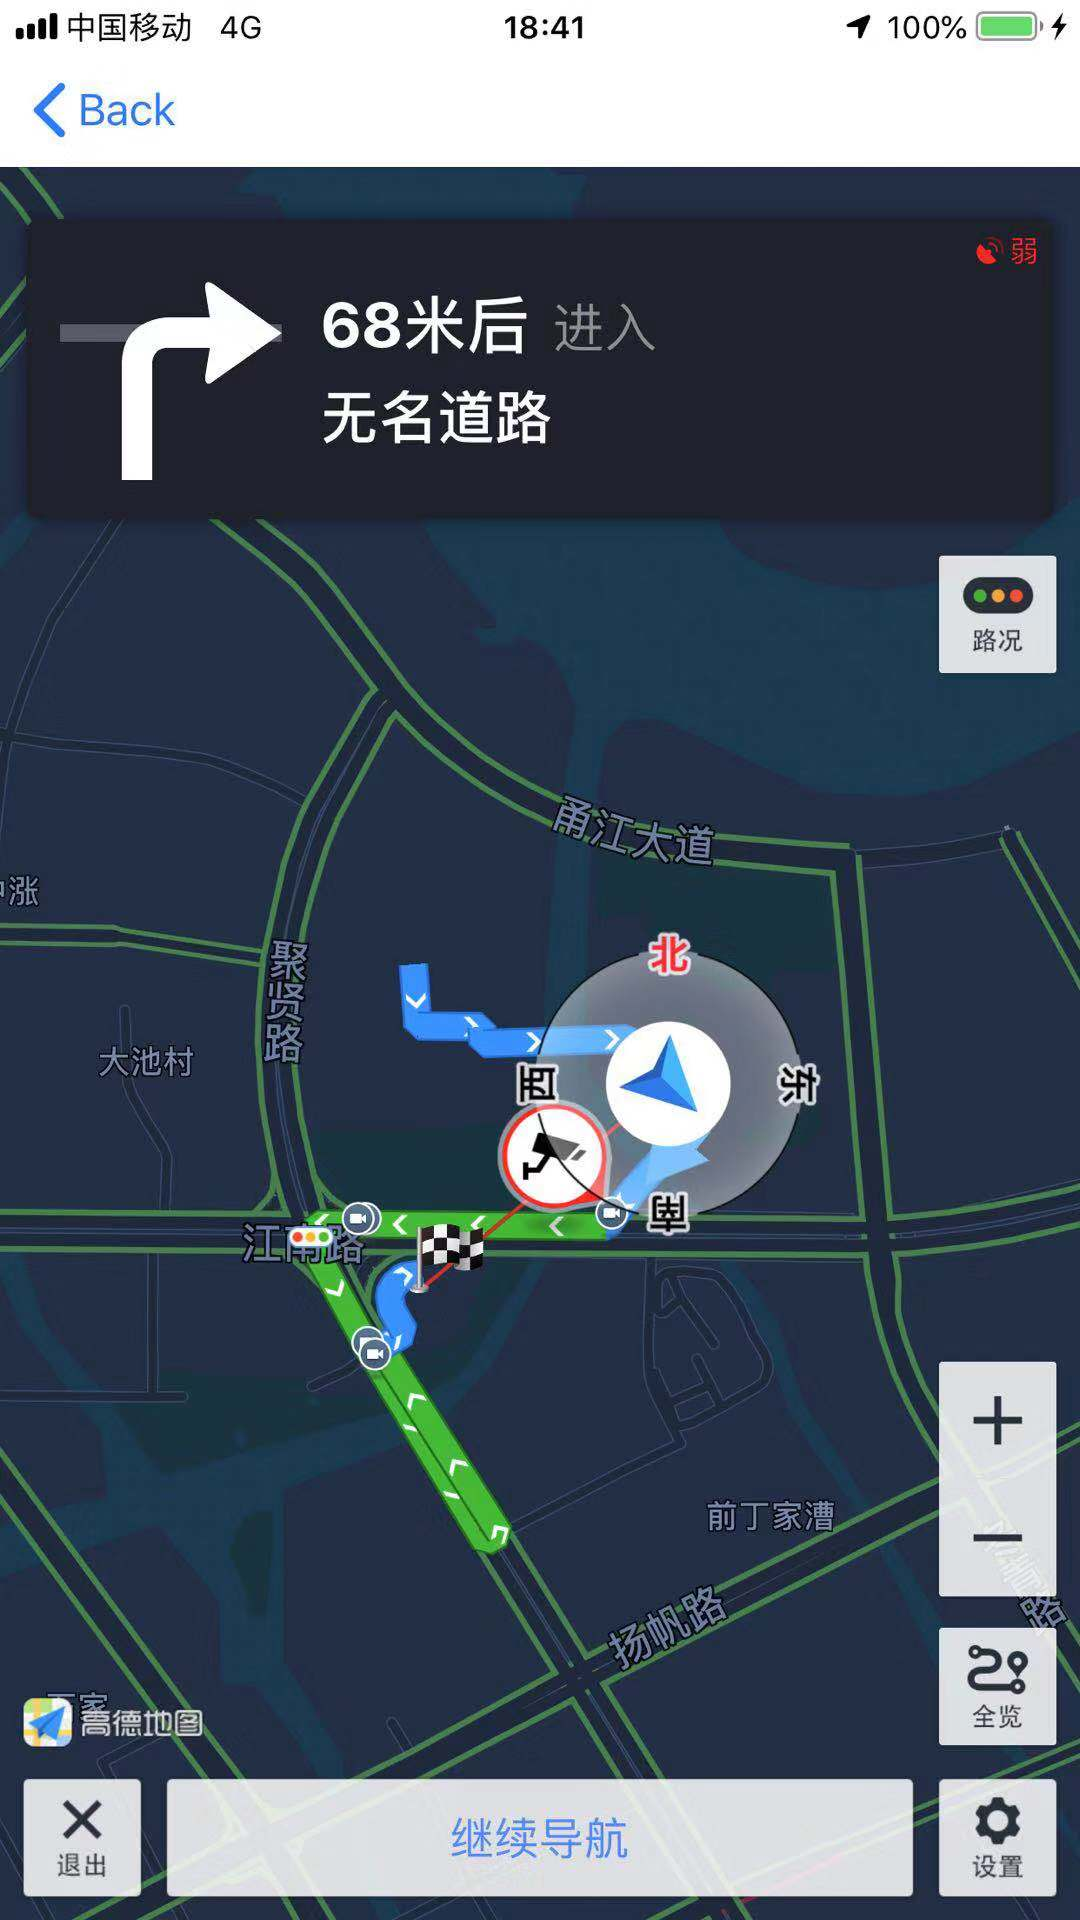 中国移动 4G 18:41 100%
Back
弱
68米后 进入
无名道路
路况
甬江大道
涨
聚贤路
北
大池村
西
东
南
江南路
前丁家漕
扬帆路
路
全览
高德地图
退出
继续导航
设置